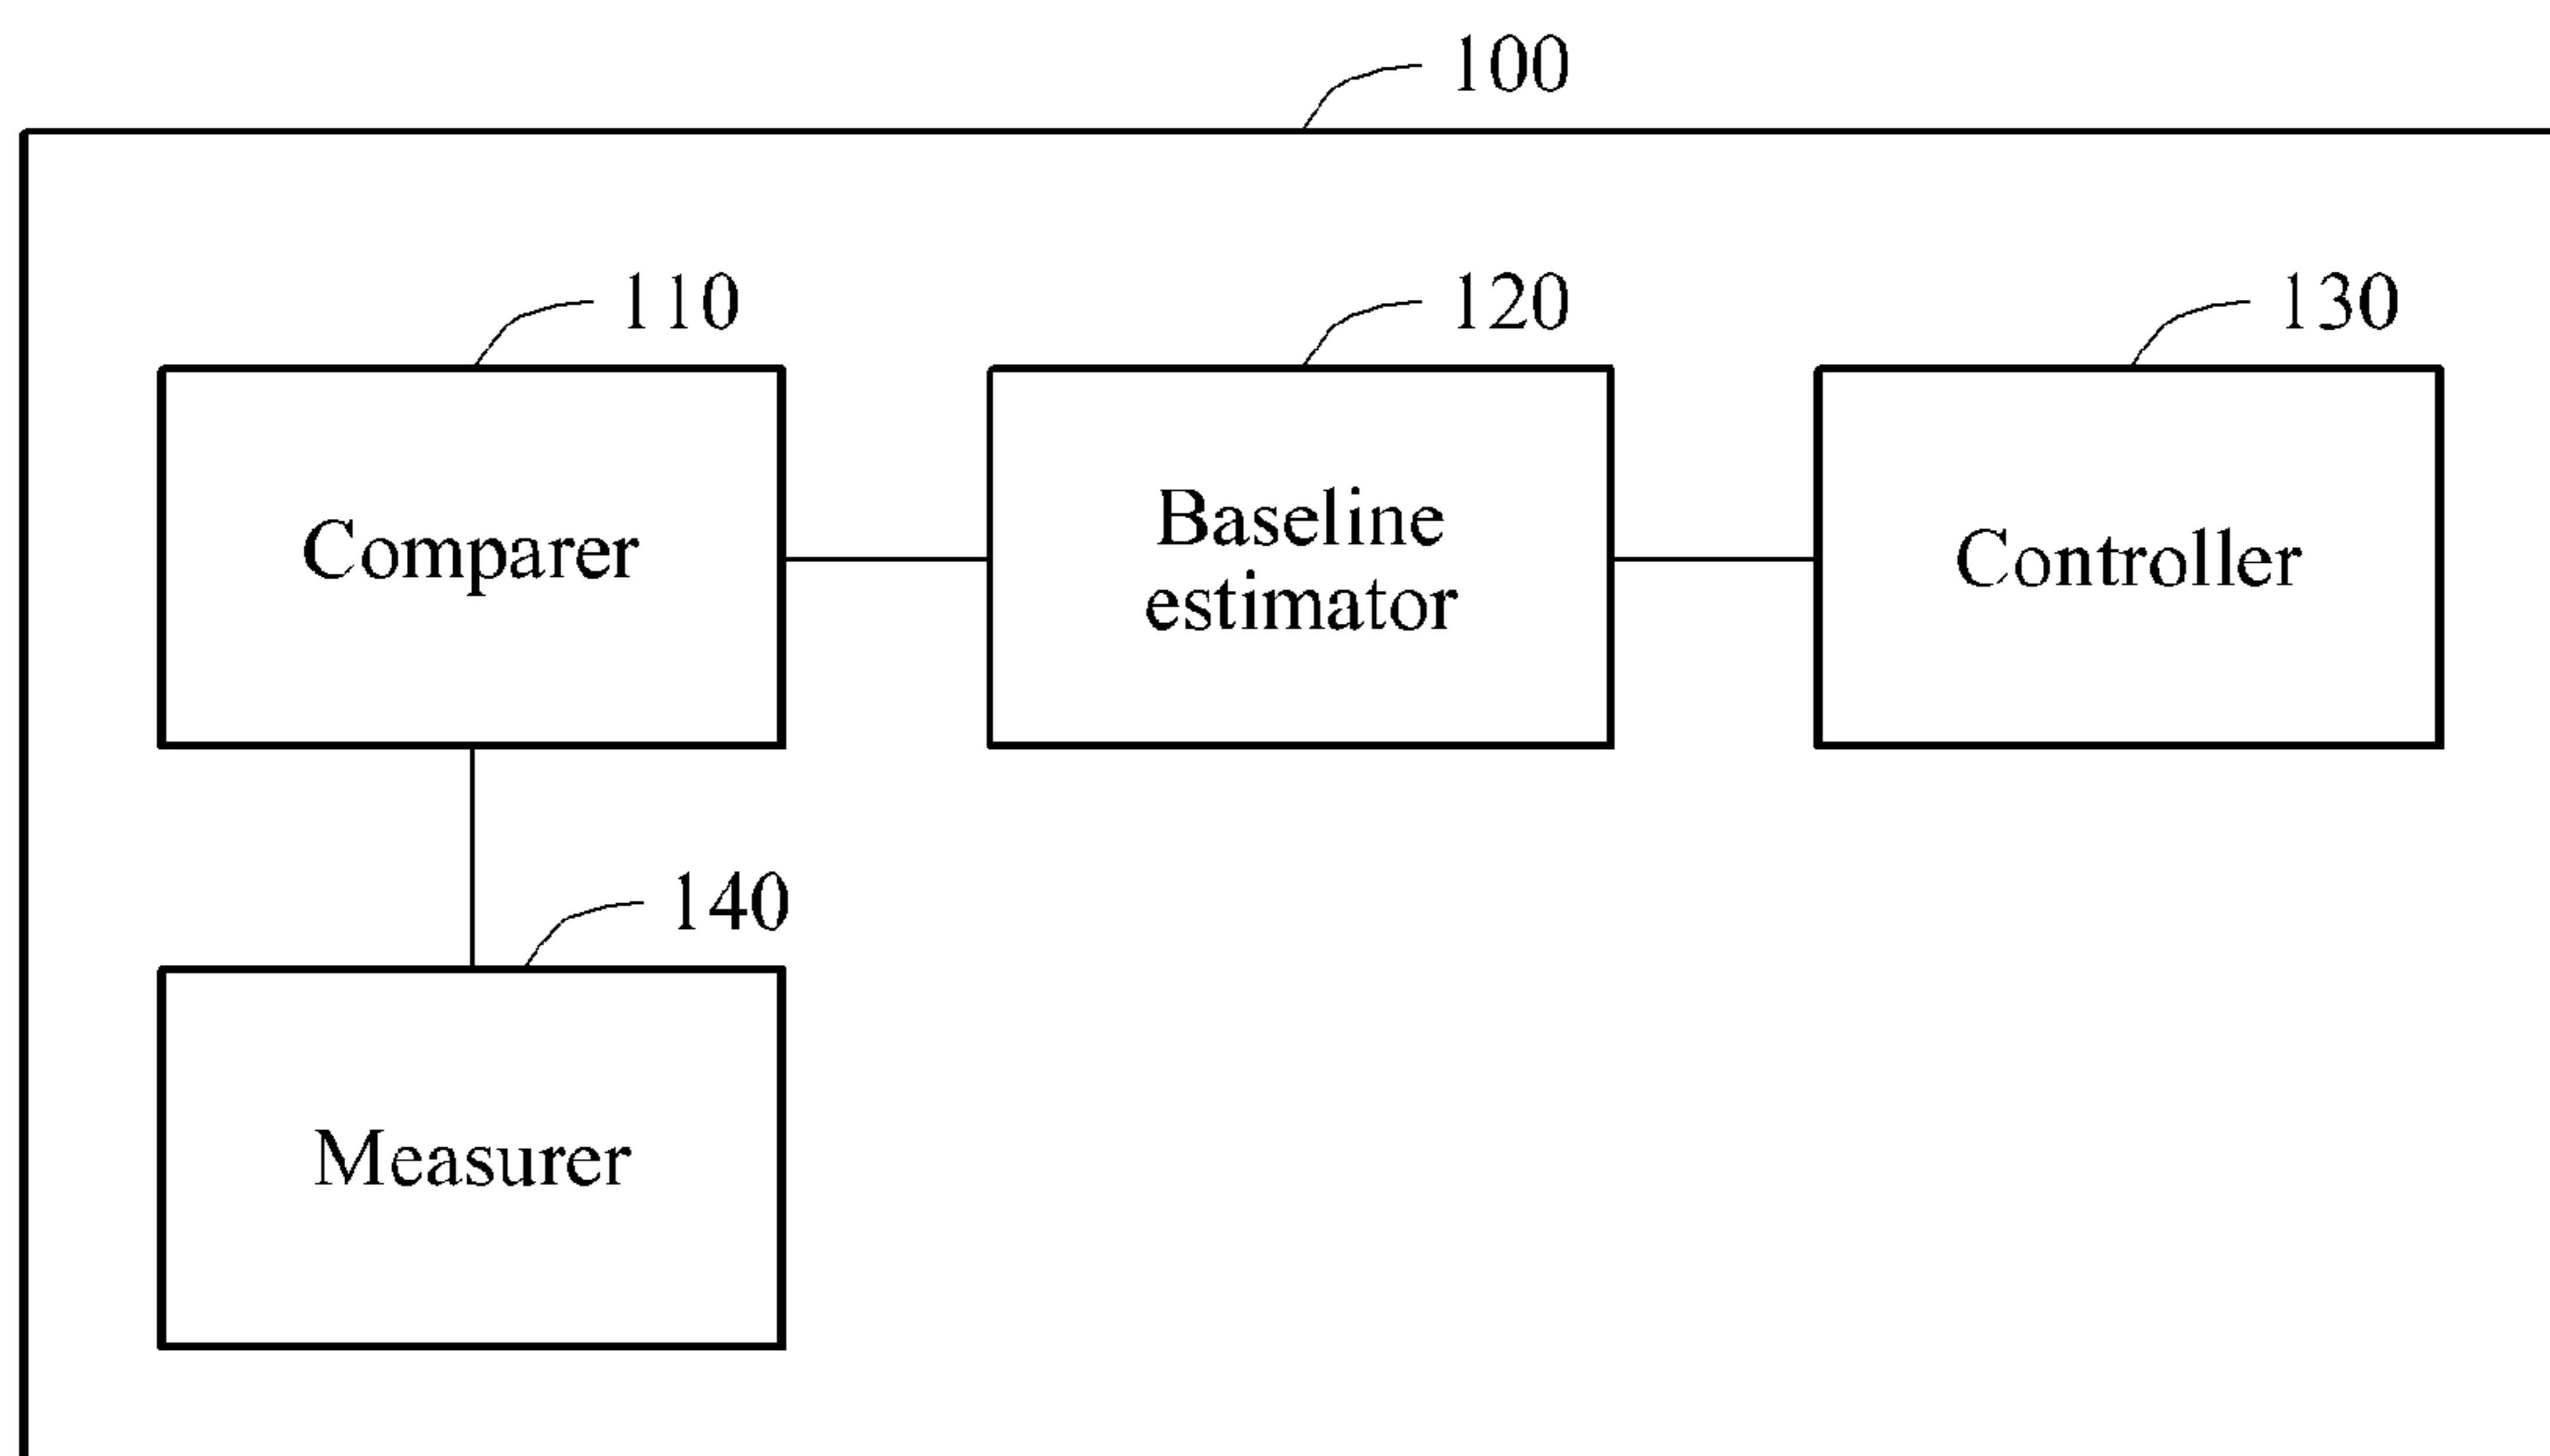 100
110
120
130
Comparer
Baseline
estimator
Controller
140
Measurer